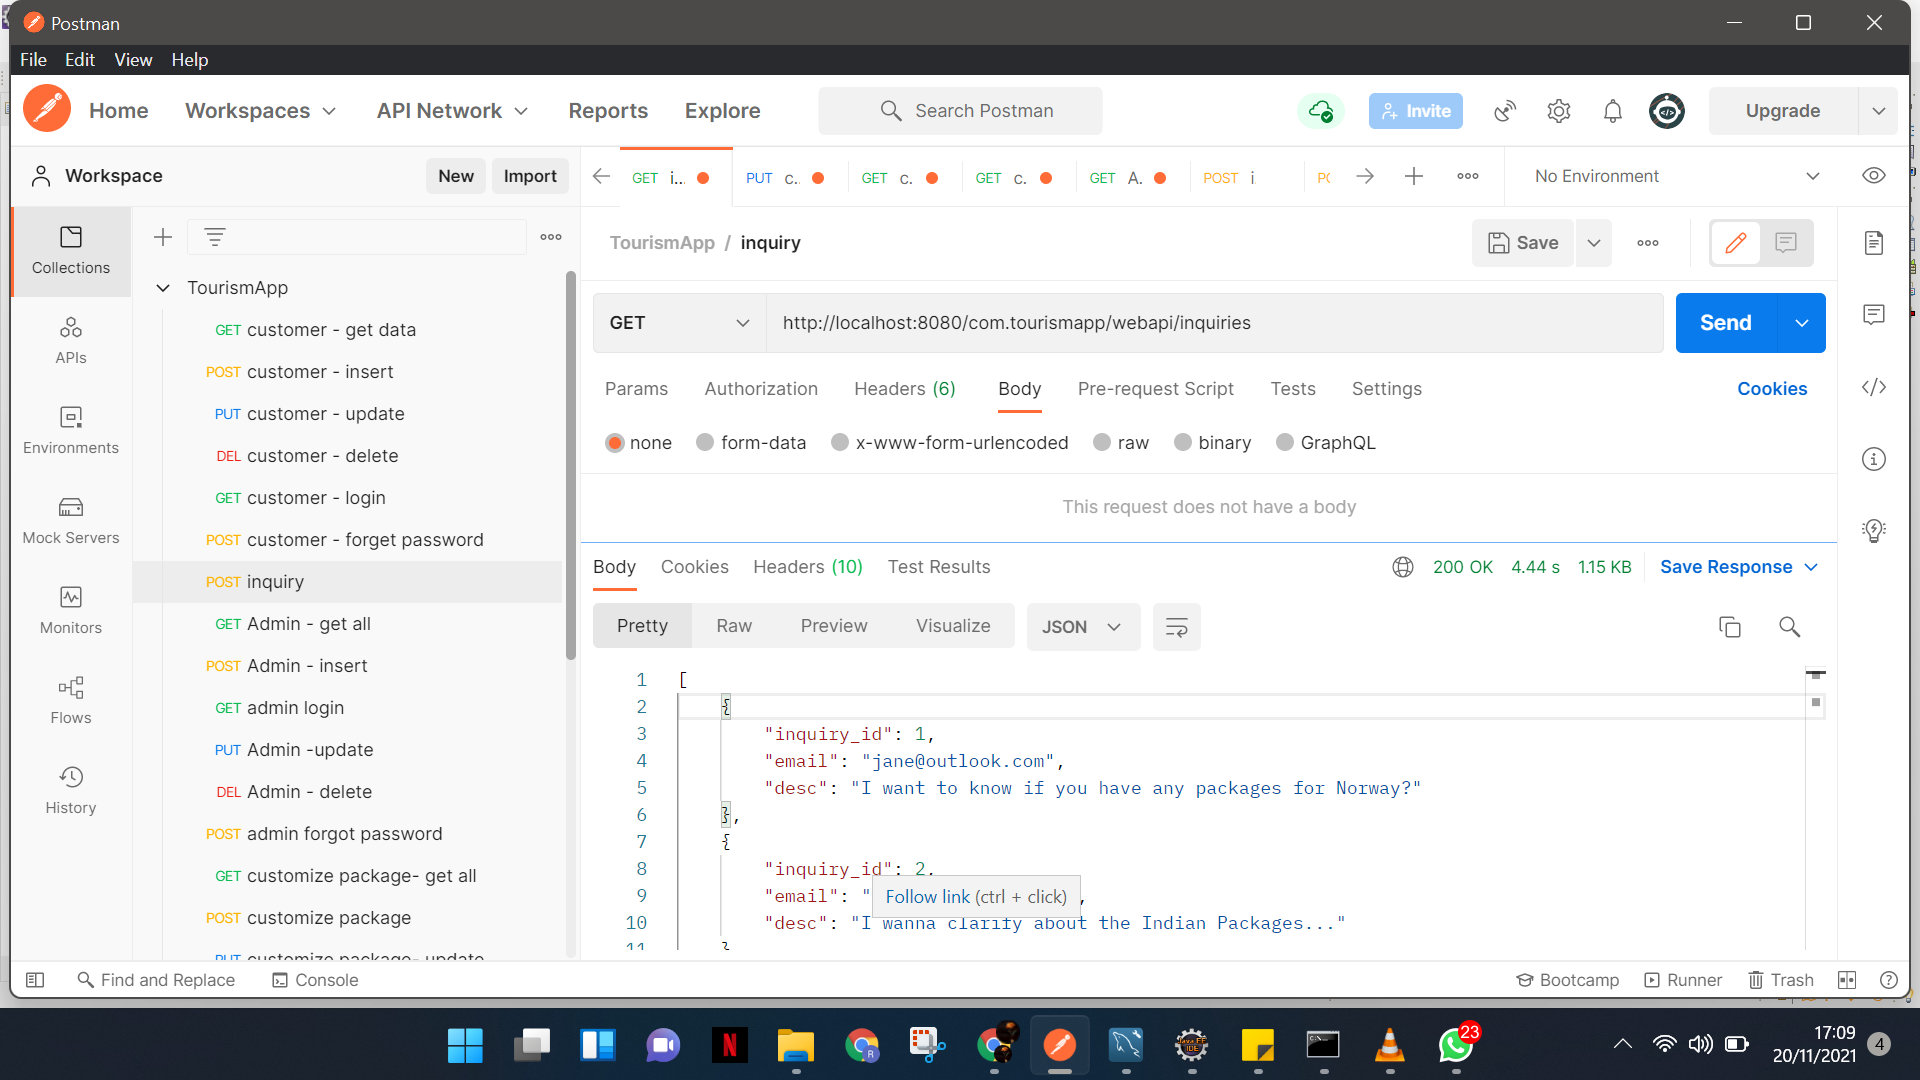 Postman
File Edit View Help
Home Workspaces API Network Reports Explore Search Postman Invite Upgrade
Workspace New Import
GET i.. PUT c.. GET c. GET c. GET A. POST i No Environment
Collections
APIs
Environments
Mock Servers
Monitors
Flows
History
TourismApp
GET customer - get data
POST customer - insert
PUT customer - update
DEL customer - delete
GET customer - login
POST customer - forget password
POST inquiry
GET Admin - get all
POST Admin - insert
GET admin login
PUT Admin -update
DEL Admin - delete
POST admin forgot password
GET customize package- get all
POST customize package
PUT customize package- update
TourismApp / inquiry Save
GET http://localhost:8080/com.tourismapp/webapi/inquiries Send
Params Authorization Headers (6) Body Pre-request Script Tests Settings Cookies
none form-data x-www-form-urlencoded raw binary GraphQL
This request does not have a body
Body Cookies Headers (10) Test Results 200 OK 4.44 s 1.15 KB Save Response
Pretty Raw Preview Visualize JSON
1 [
2 {
3 "inquiry_id": 1,
4 "email": "jane@outlook.com",
5 "desc": "I want to know if you have any packages for Norway?"
6 },
7 {
8 "inquiry_id": 2,
9 "email": " ,
Follow link (ctrl + click)
10 "desc": "I wanna clarify about the Indian Packages..."
11 }
Find and Replace Console Bootcamp Runner Trash
23
17:09
20/11/2021 4